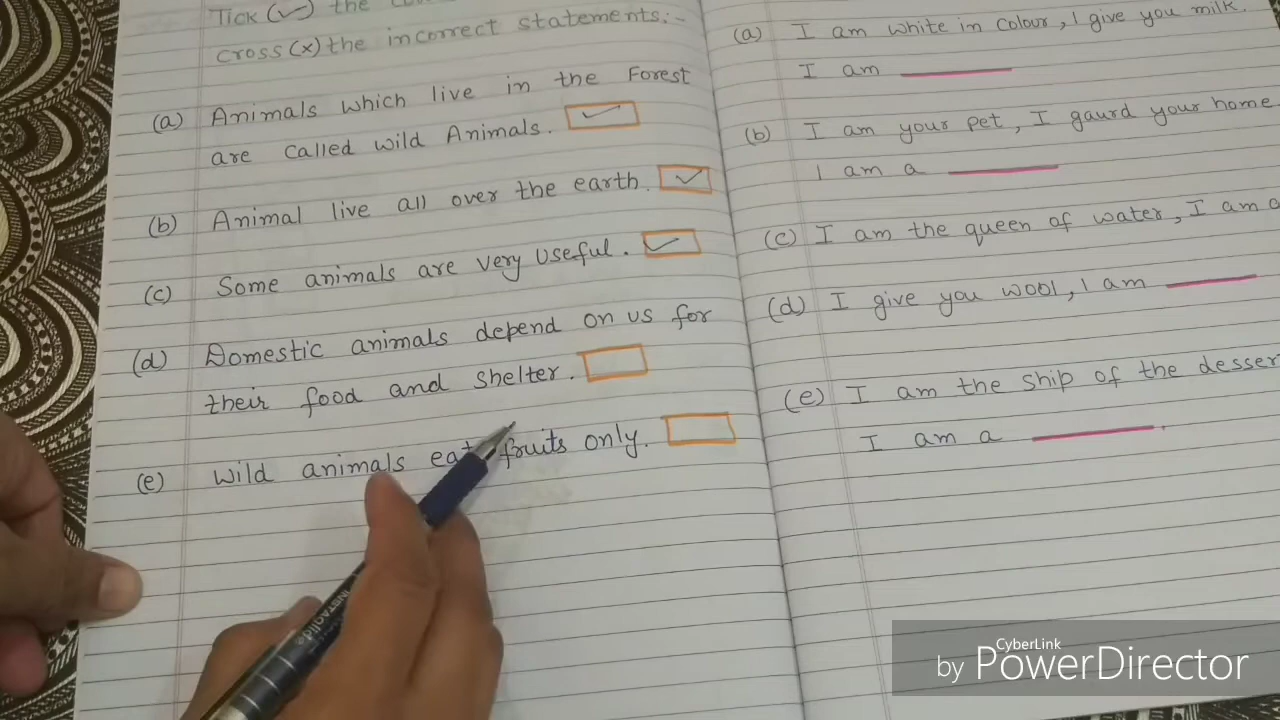 Tick (✓) the
cross (x) the incorrect statements:-
(a) Animals which live in the Forest
are called wild Animals. ✓
(b) Animal live all over the earth. ✓
(c) Some animals are very useful. ✓
(d) Domestic animals depend on us for
their food and shelter.
(e) wild animals eat fruits only.
(a) I am white in colour, I give you milk.
I am
(b) I am your pet, I gaurd your home.
I am a
(c) I am the queen of water, I am a
(d) I give you wool, I am
(e) I am the ship of the desser
I am a .
INSTAglide
CyberLink
by PowerDirector